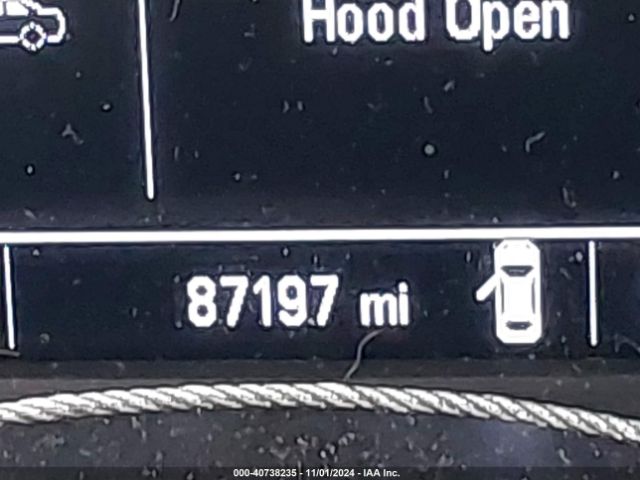 Hood Open
87197 mi
000-40738235 - 11/01/2024 - IAA Inc.